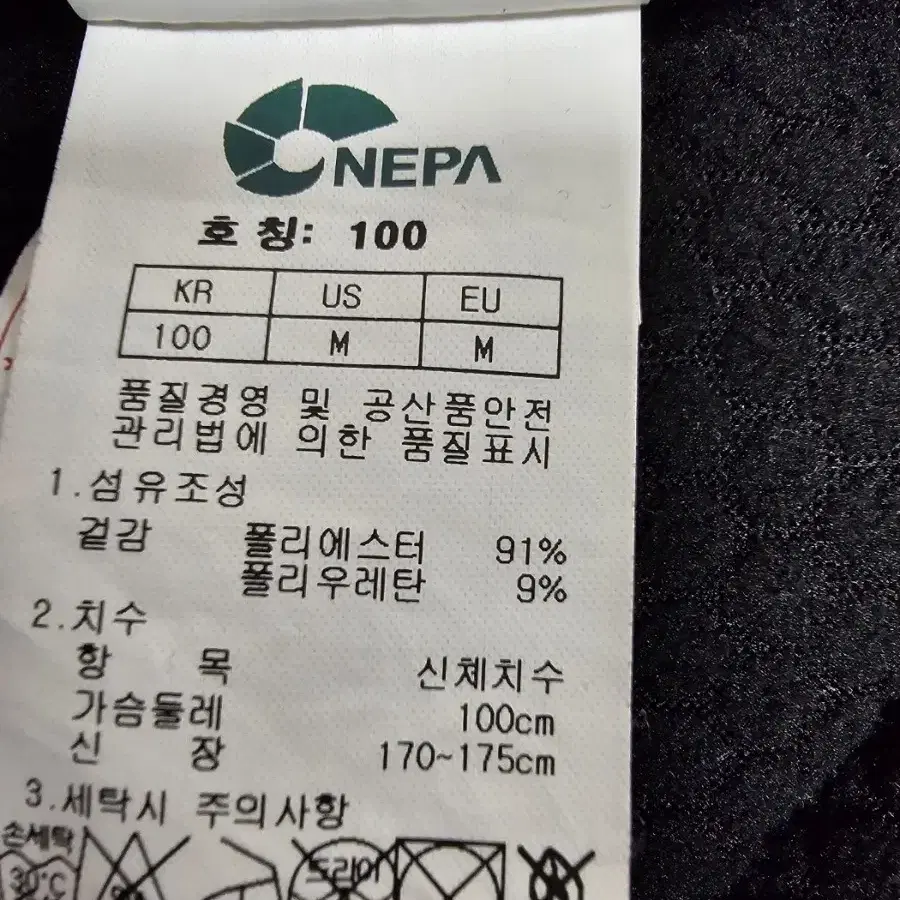 NEPA
호 칭: 100
KR US EU
100 M M
품질경영 및 공산품안전
관리법에 의한 품질표시
1.섬유조성
겉감 폴리에스터 91%
폴리우레탄 9%
2.치수
항 목 신체치수
가슴둘레 100cm
신 장 170~175cm
3.세탁시 주의사항
손세탁 드라이
30°C